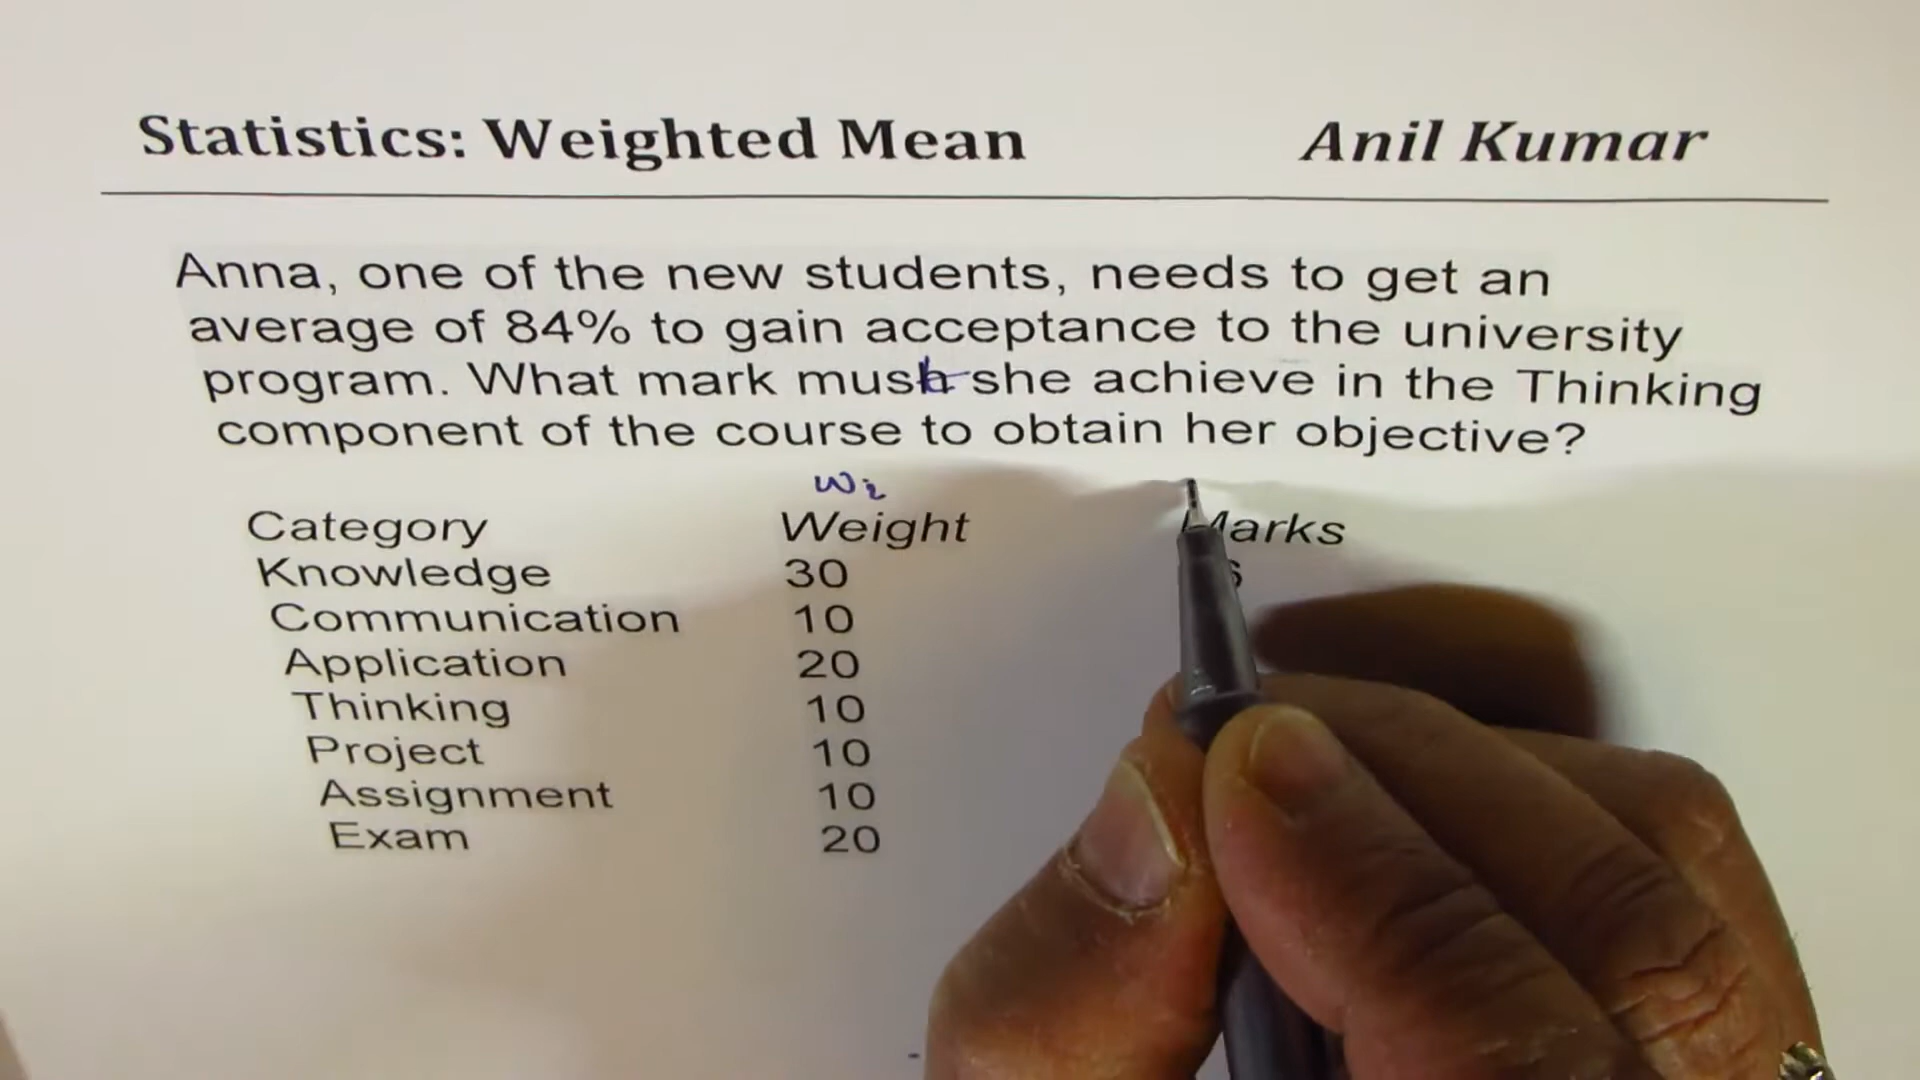 Statistics: Weighted Mean Anil Kumar
Anna, one of the new students, needs to get an
average of 84% to gain acceptance to the university
program. What mark must she achieve in the Thinking
component of the course to obtain her objective?
wi
Category Weight Marks
Knowledge 30
Communication 10
Application 20
Thinking 10
Project 10
Assignment 10
Exam 20